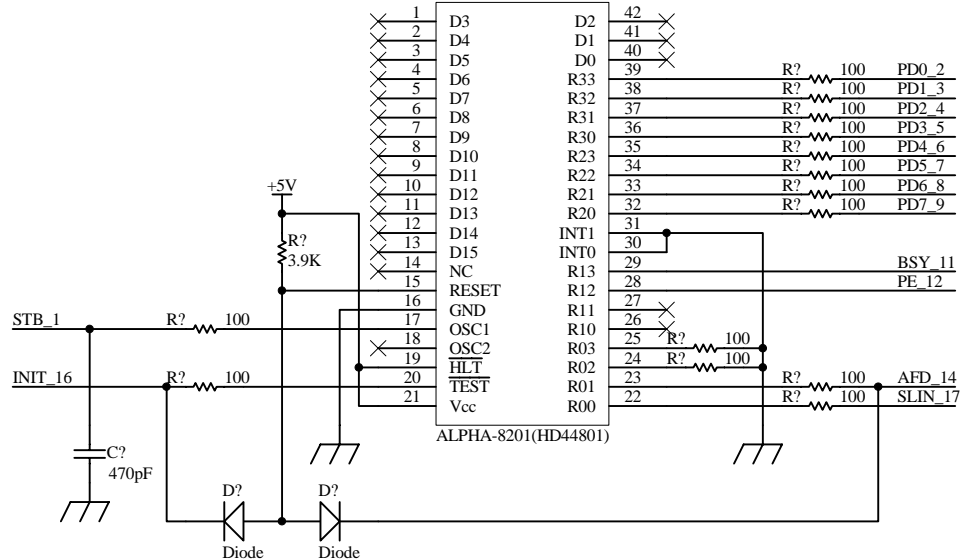 1 D3 D2 42
2 D4 D1 41
3 D5 D0 40
4 D6 R33 39 R? 100 PD0_2
5 D7 R32 38 R? 100 PD1_3
6 D8 R31 37 R? 100 PD2_4
7 D9 R30 36 R? 100 PD3_5
8 D10 R23 35 R? 100 PD4_6
9 D11 R22 34 R? 100 PD5_7
10 D12 R21 33 R? 100 PD6_8
+5V 11 D13 R20 32 R? 100 PD7_9
12 D14 INT1 31
R? 13 D15 INT0 30
3.9K 14 NC R13 29 BSY_11
15 RESET R12 28 PE_12
16 GND R11 27
STB_1 R? 100 17 OSC1 R10 26
18 OSC2 R03 25 R? 100
19 HLT R02 24 R? 100
INIT_16 R? 100 20 TEST R01 23 R? 100 AFD_14
21 Vcc R00 22 R? 100 SLIN_17
ALPHA-8201(HD44801)
C?
470pF
D? D?
Diode Diode